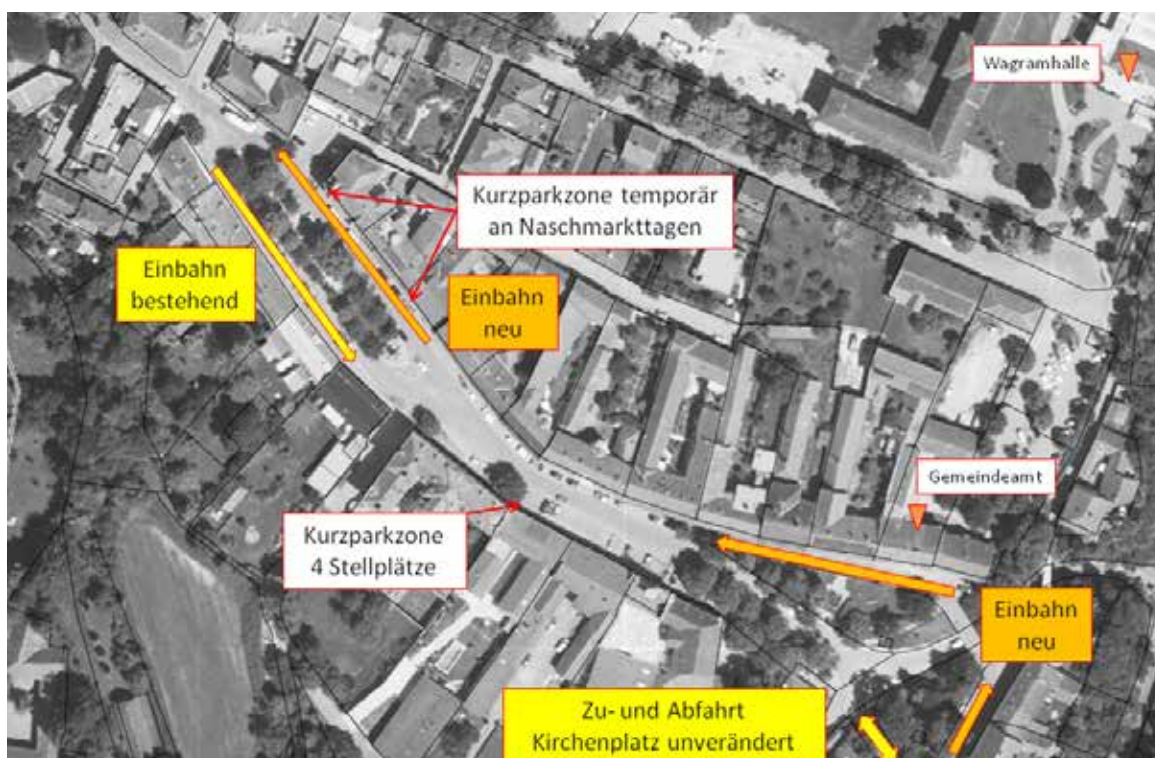 Wagramhalle
Kurzparkzone temporär
an Naschmarkttagen
Einbahn
bestehend
Einbahn
neu
Gemeindeamt
Kurzparkzone
4 Stellplätze
Einbahn
neu
Zu- und Abfahrt
Kirchenplatz unverändert